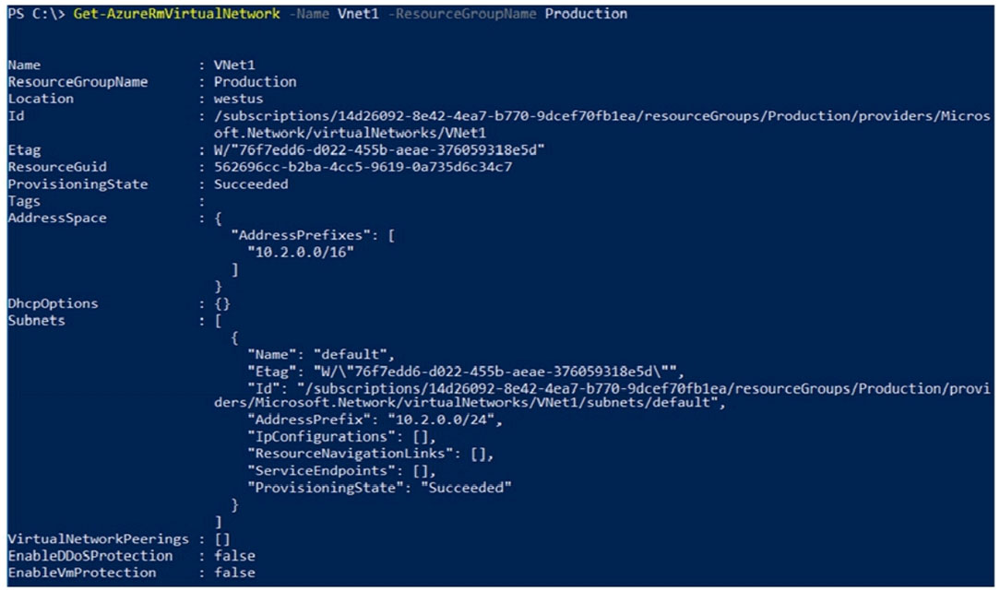 PS C:\> Get-AzureRmVirtualNetwork -Name Vnet1 -ResourceGroupName Production
Name : VNet1
ResourceGroupName : Production
Location : westus
Id : /subscriptions/14d26092-8e42-4ea7-b770-9dcef70fb1ea/resourceGroups/Production/providers/Micros
oft.Network/virtualNetworks/VNet1
Etag : W/"76f7edd6-d022-455b-aeae-376059318e5d"
ResourceGuid : 562696cc-b2ba-4cc5-9619-0a735d6c34c7
ProvisioningState : Succeeded
Tags :
AddressSpace : {
"AddressPrefixes": [
"10.2.0.0/16"
]
}
DhcpOptions : {}
Subnets : [
{
"Name": "default",
"Etag": "W/\"76f7edd6-d022-455b-aeae-376059318e5d\"",
"Id": "/subscriptions/14d26092-8e42-4ea7-b770-9dcef70fb1ea/resourceGroups/Production/provi
ders/Microsoft.Network/virtualNetworks/VNet1/subnets/default",
"AddressPrefix": "10.2.0.0/24",
"IpConfigurations": [],
"ResourceNavigationLinks": [],
"ServiceEndpoints": [],
"ProvisioningState": "Succeeded"
}
]
VirtualNetworkPeerings : []
EnableDDoSProtection : false
EnableVmProtection : false